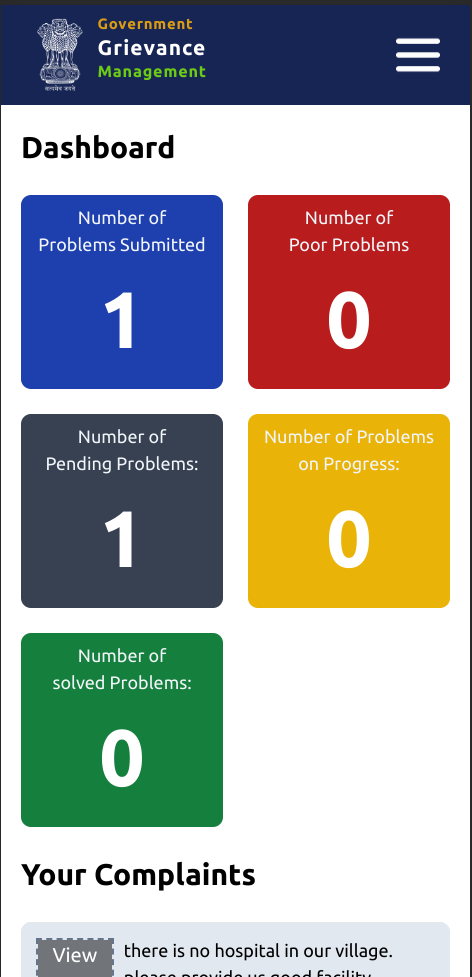 Government
Grievance
Management
सत्यमेव जयते
Dashboard
Number of
Problems Submitted
1
Number of
Poor Problems
0
Number of
Pending Problems:
1
Number of Problems
on Progress:
0
Number of
solved Problems:
0
Your Complaints
View
there is no hospital in our village.
please provide us good facility